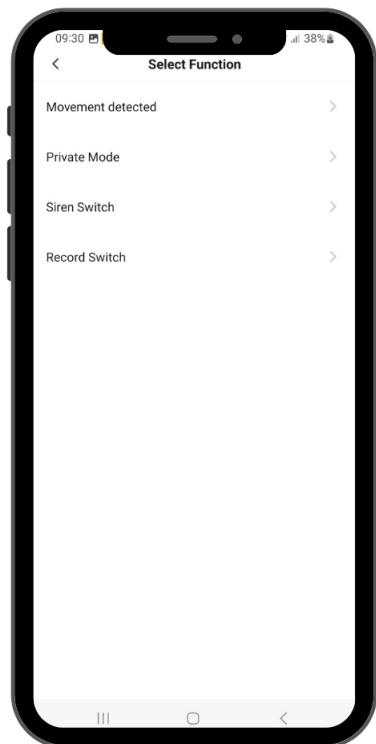 09:30
38%
Select Function
Movement detected
Private Mode
Siren Switch
Record Switch